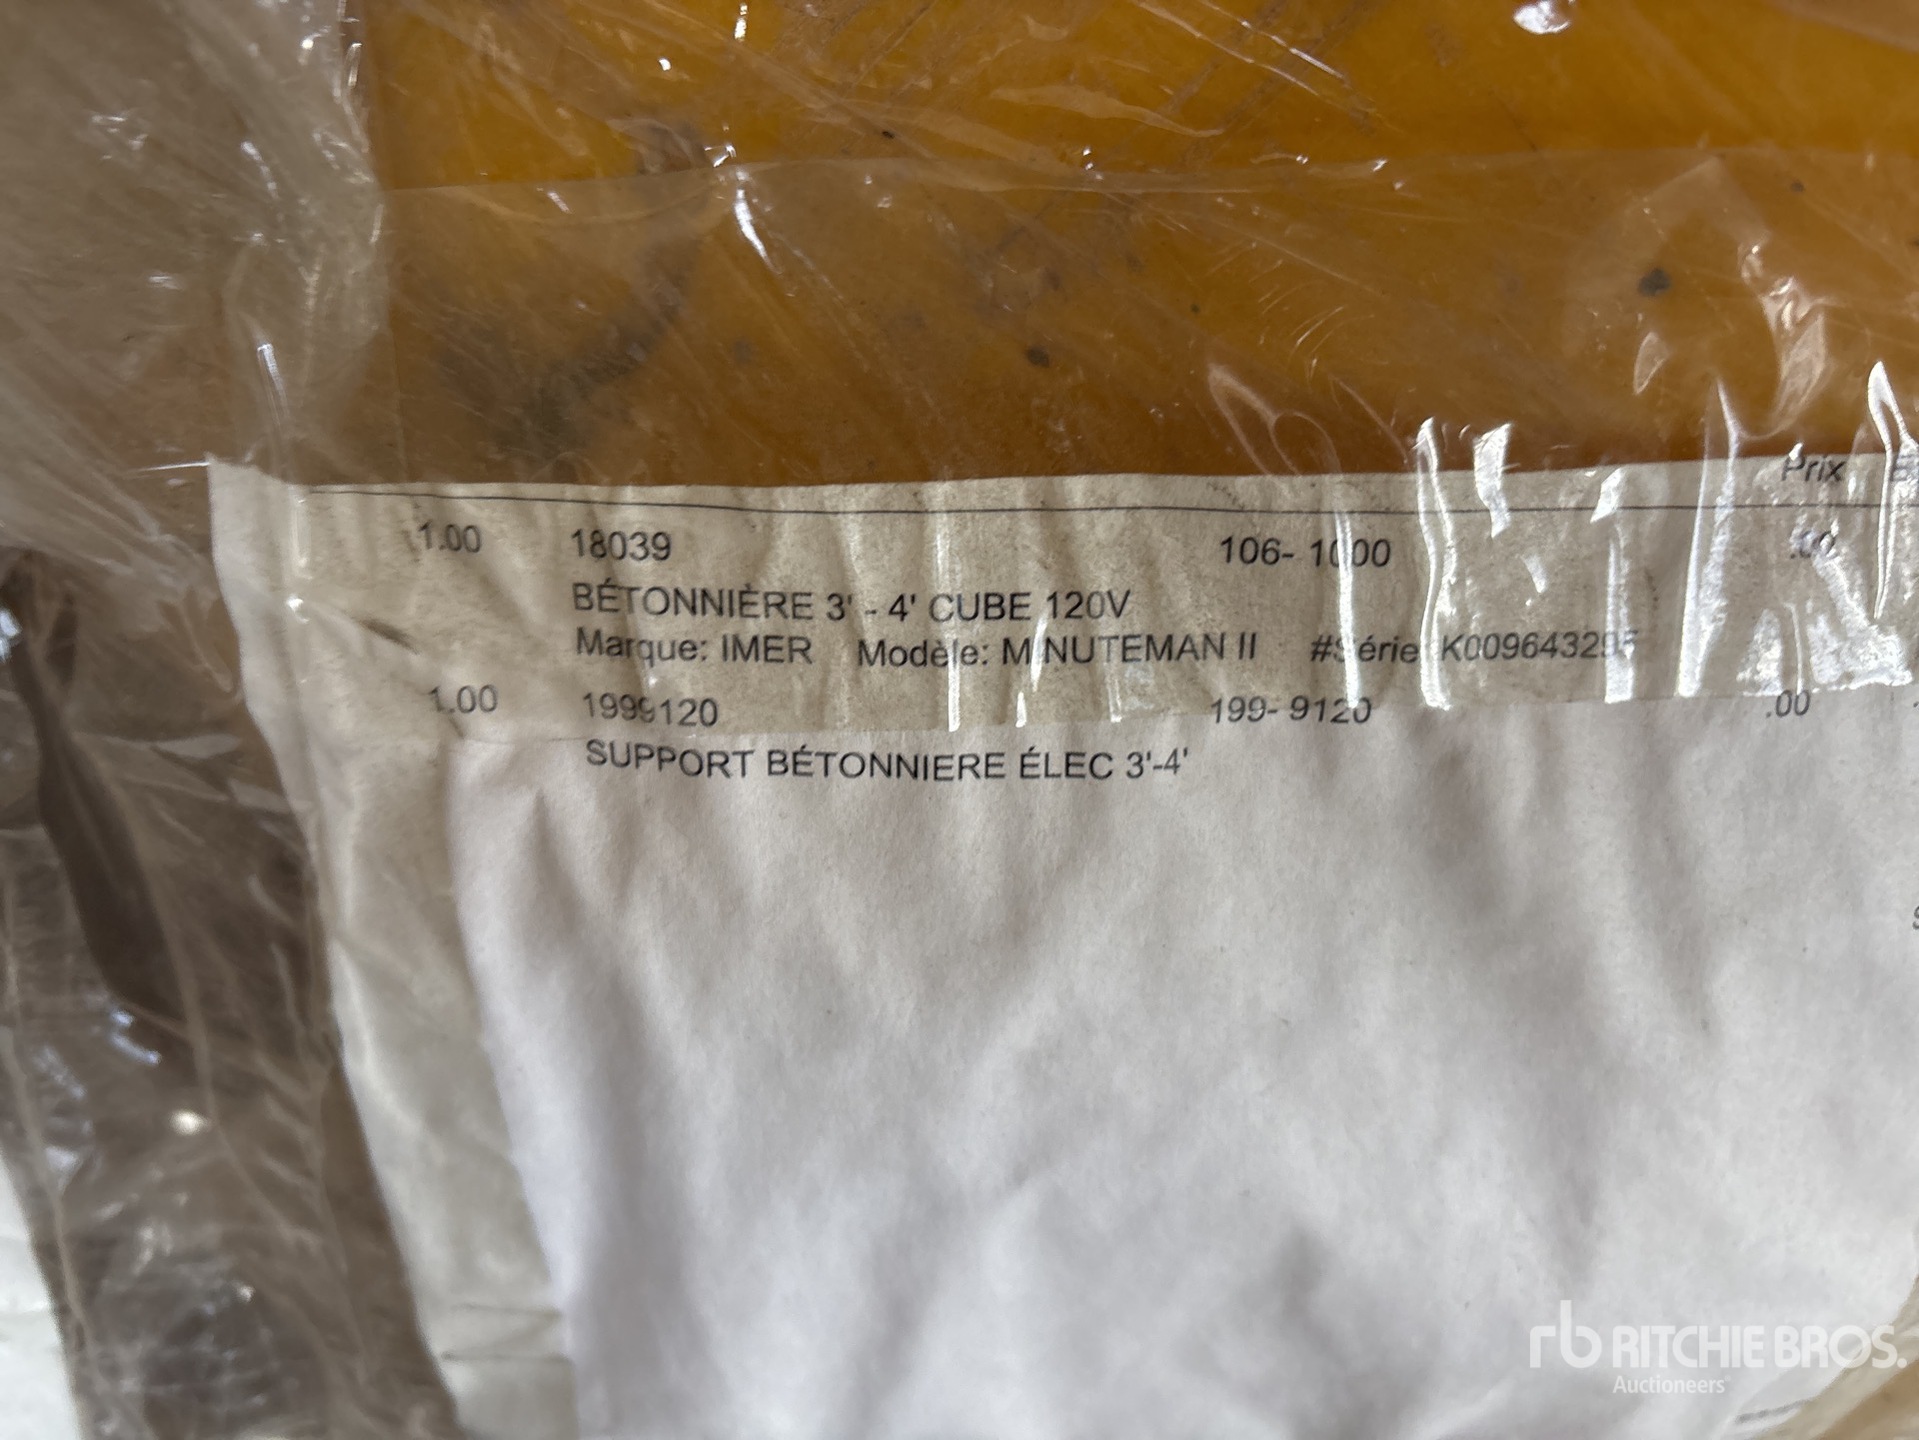 Prix
1.00 18039 106- 1000 .00
BÉTONNIÈRE 3' - 4' CUBE 120V
Marque: IMER Modèle: MINUTEMAN II #Série:
1.00 1999120 199- 9120 .00
SUPPORT BÉTONNIERE ÉLEC 3'-4'
rb RITCHIE BROS.
Auctioneers